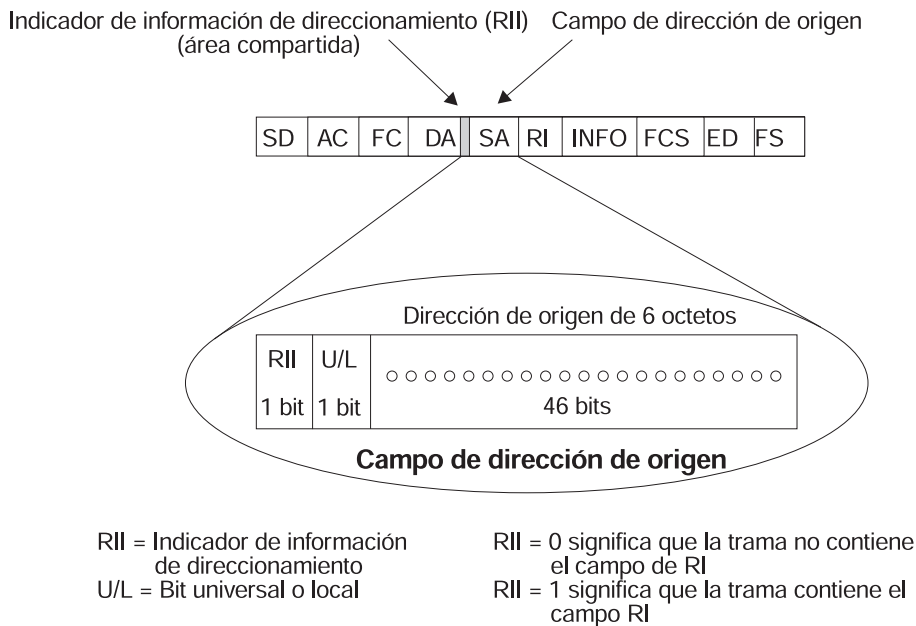 Indicador de información de direccionamiento (RII)
(área compartida)
Campo de dirección de origen
SD AC FC DA SA RI INFO FCS ED FS
Dirección de origen de 6 octetos
RII U/L
1 bit 1 bit 46 bits
Campo de dirección de origen
RII = Indicador de información
de direccionamiento
U/L = Bit universal o local
RII = 0 significa que la trama no contiene
el campo de RI
RII = 1 significa que la trama contiene el
campo RI